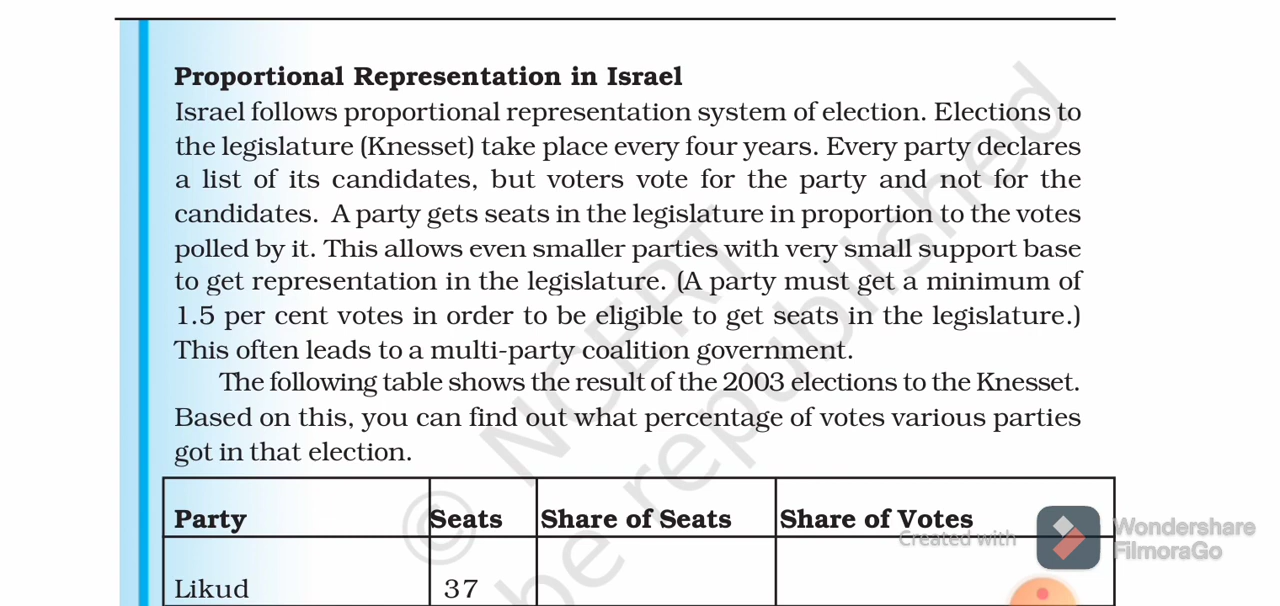 Proportional Representation in Israel
Israel follows proportional representation system of election. Elections to
the legislature (Knesset) take place every four years. Every party declares
a list of its candidates, but voters vote for the party and not for the
candidates. A party gets seats in the legislature in proportion to the votes
polled by it. This allows even smaller parties with very small support base
to get representation in the legislature. (A party must get a minimum of
1.5 per cent votes in order to be eligible to get seats in the legislature.)
This often leads to a multi-party coalition government.
The following table shows the result of the 2003 elections to the Knesset.
Based on this, you can find out what percentage of votes various parties
got in that election.
Party Seats Share of Seats Share of Votes
Likud 37
© NCERT
be republished
Created with
Wondershare
FilmoraGo